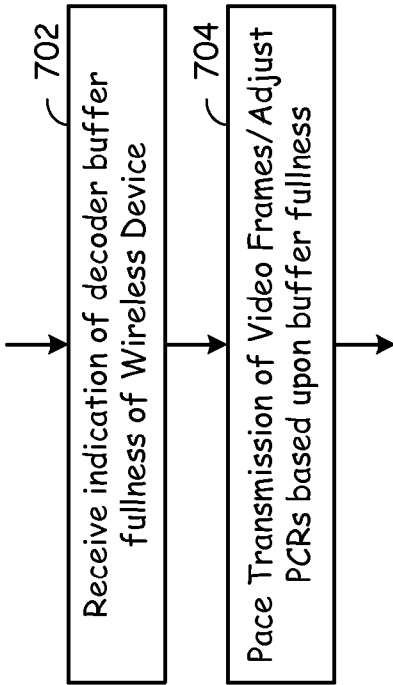 702
Receive indication of decoder buffer
fullness of Wireless Device
704
Pace Transmission of Video Frames/Adjust
PCRs based upon buffer fullness